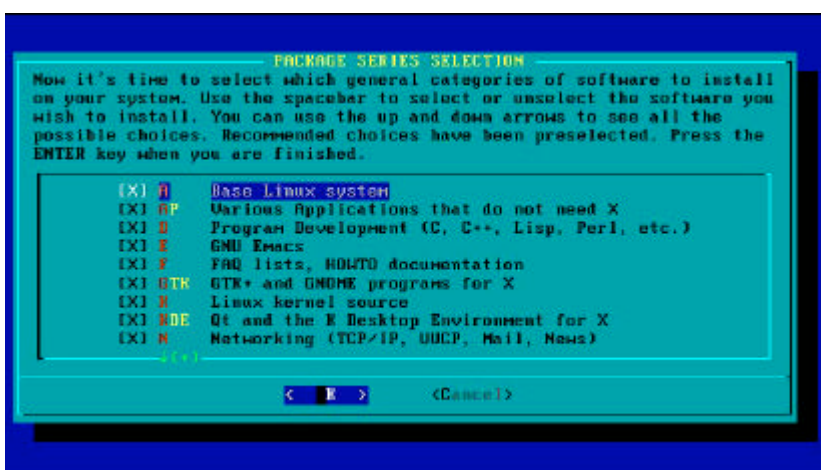 PACKAGE SERIES SELECTION
Now it's time to select which general categories of software to install
on your system. Use the spacebar to select or unselect the software you
wish to install. You can use the up and down arrows to see all the
possible choices. Recommended choices have been preselected. Press the
ENTER key when you are finished.
[X] A Base Linux system
[X] AP Various Applications that do not need X
[X] D Program Development (C, C++, Lisp, Perl, etc.)
[X] E GNU Emacs
[X] F FAQ lists, HOWTO documentation
[X] GTK GTK+ and GNOME programs for X
[X] K Linux kernel source
[X] KDE Qt and the K Desktop Environment for X
[X] N Networking (TCP/IP, UUCP, Mail, News)
↓(+)
< K > <Cancel>